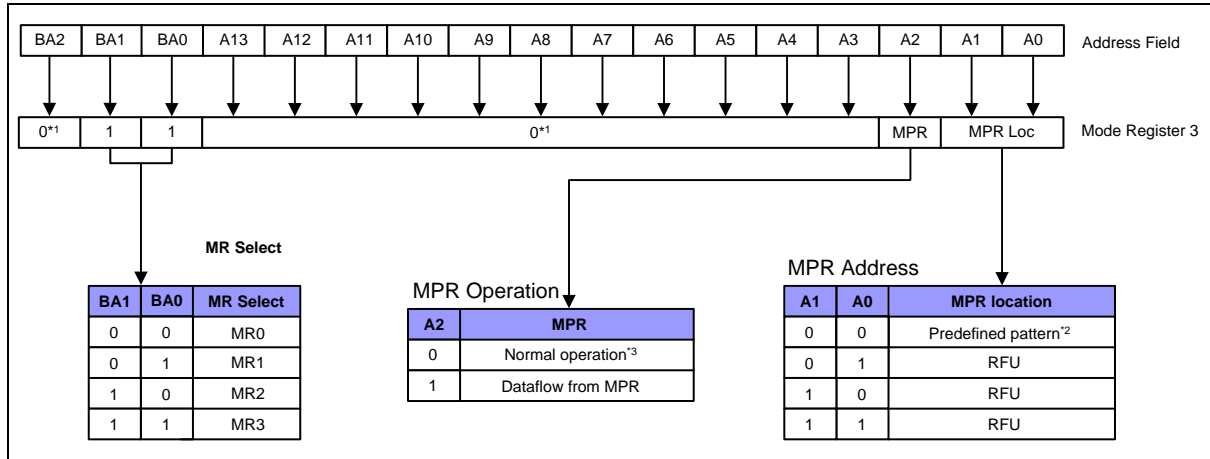 BA2 BA1 BA0 A13 A12 A11 A10 A9 A8 A7 A6 A5 A4 A3 A2 A1 A0 Address Field
0*1 1 1 0*1 MPR MPR Loc Mode Register 3
MR Select
BA1 BA0 MR Select
0 0 MR0
0 1 MR1
1 0 MR2
1 1 MR3
MPR Operation
A2 MPR
0 Normal operation*3
1 Dataflow from MPR
MPR Address
A1 A0 MPR location
0 0 Predefined pattern*2
0 1 RFU
1 0 RFU
1 1 RFU